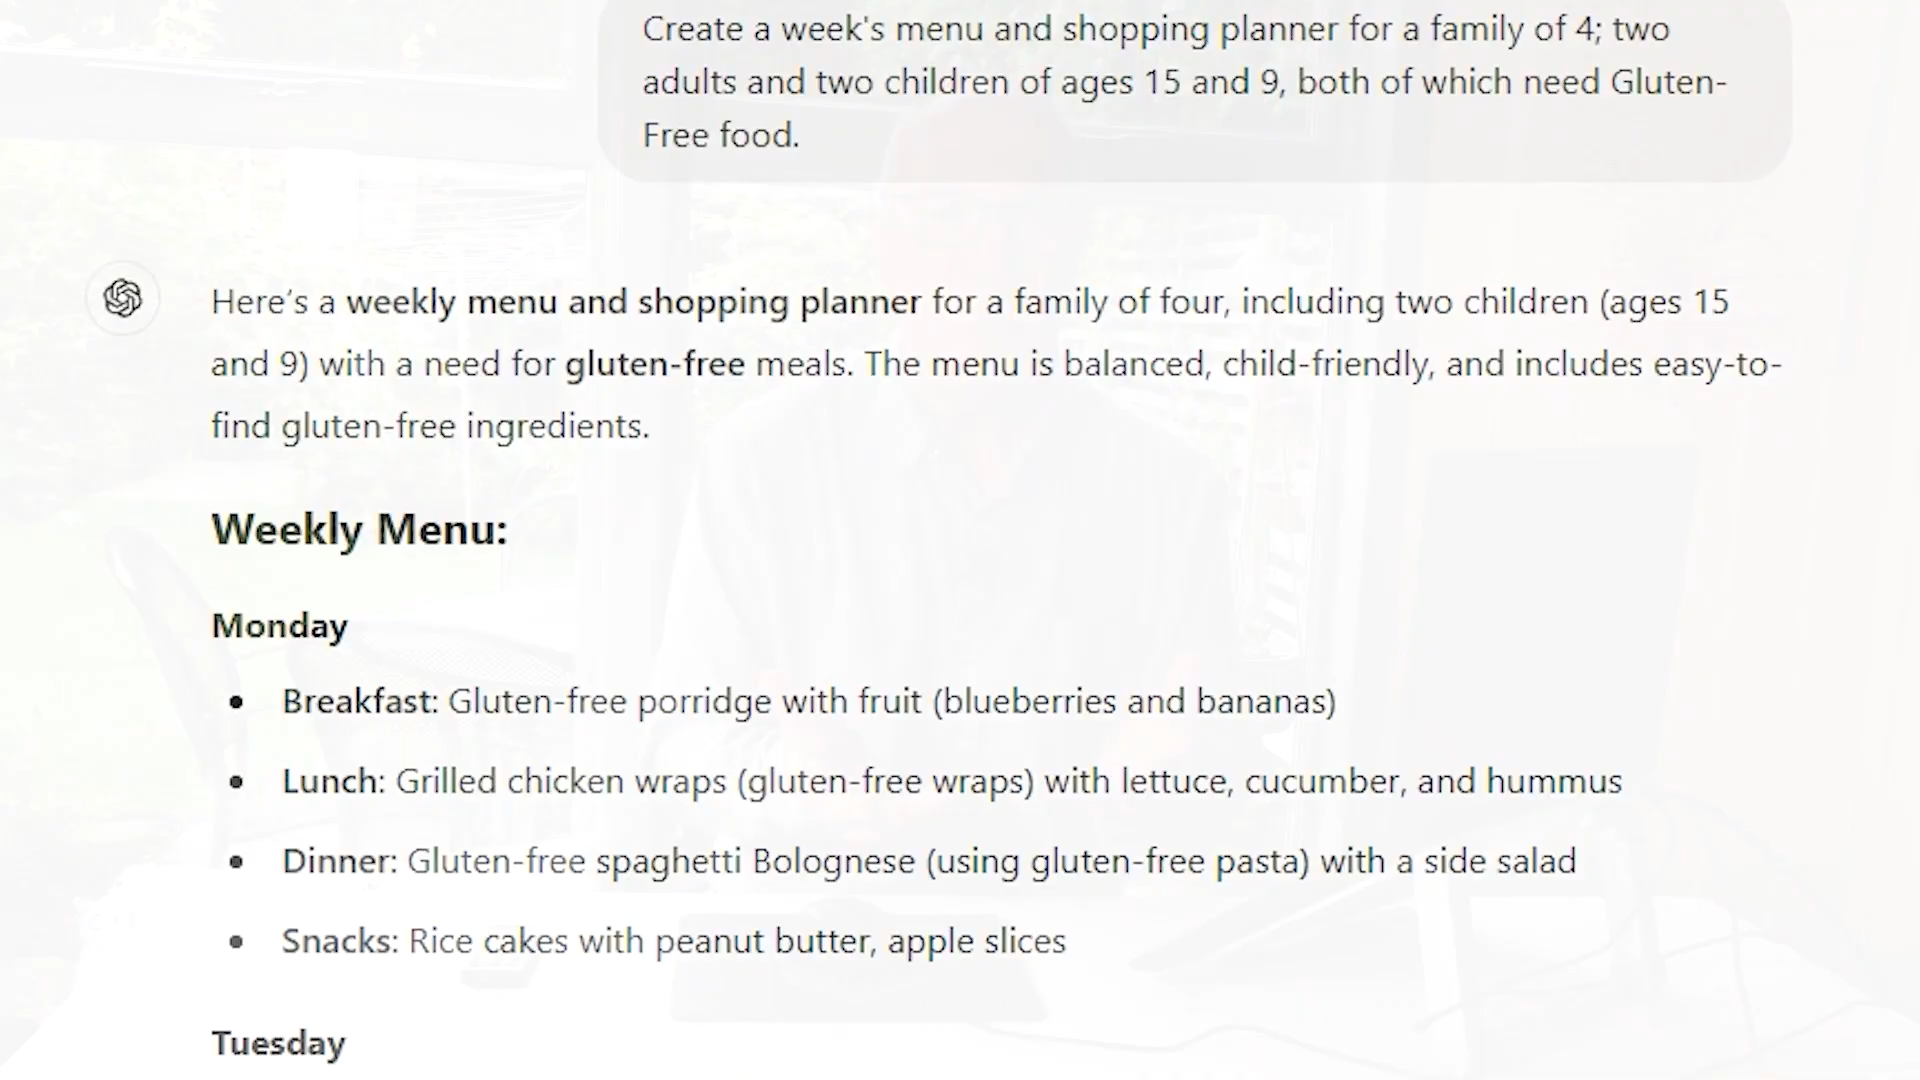 Create a week's menu and shopping planner for a family of 4; two
adults and two children of ages 15 and 9, both of which need Gluten-
Free food.
Here’s a weekly menu and shopping planner for a family of four, including two children (ages 15
and 9) with a need for gluten-free meals. The menu is balanced, child-friendly, and includes easy-to-
find gluten-free ingredients.
Weekly Menu:
Monday
• Breakfast: Gluten-free porridge with fruit (blueberries and bananas)
• Lunch: Grilled chicken wraps (gluten-free wraps) with lettuce, cucumber, and hummus
• Dinner: Gluten-free spaghetti Bolognese (using gluten-free pasta) with a side salad
• Snacks: Rice cakes with peanut butter, apple slices
Tuesday